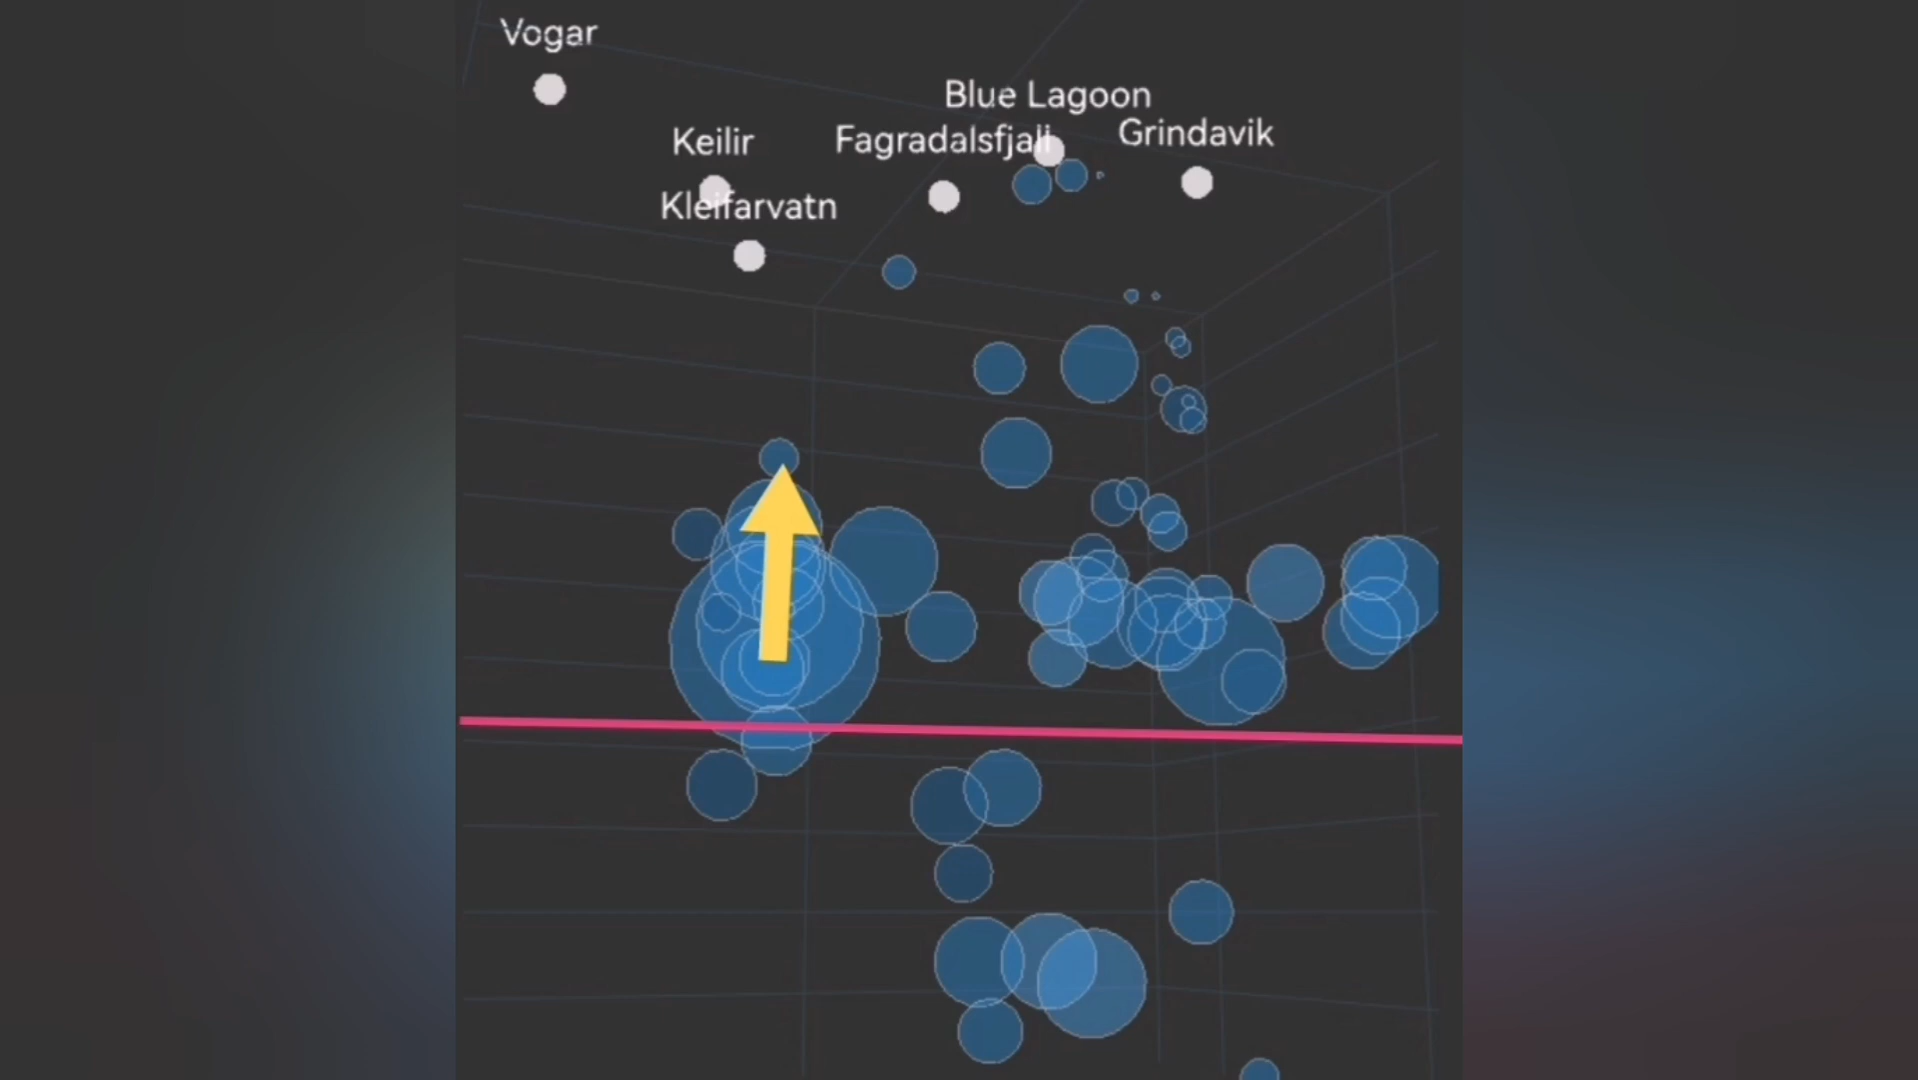 Vogar
Blue Lagoon
Keilir
Fagradalsfjall
Grindavik
Kleifarvatn